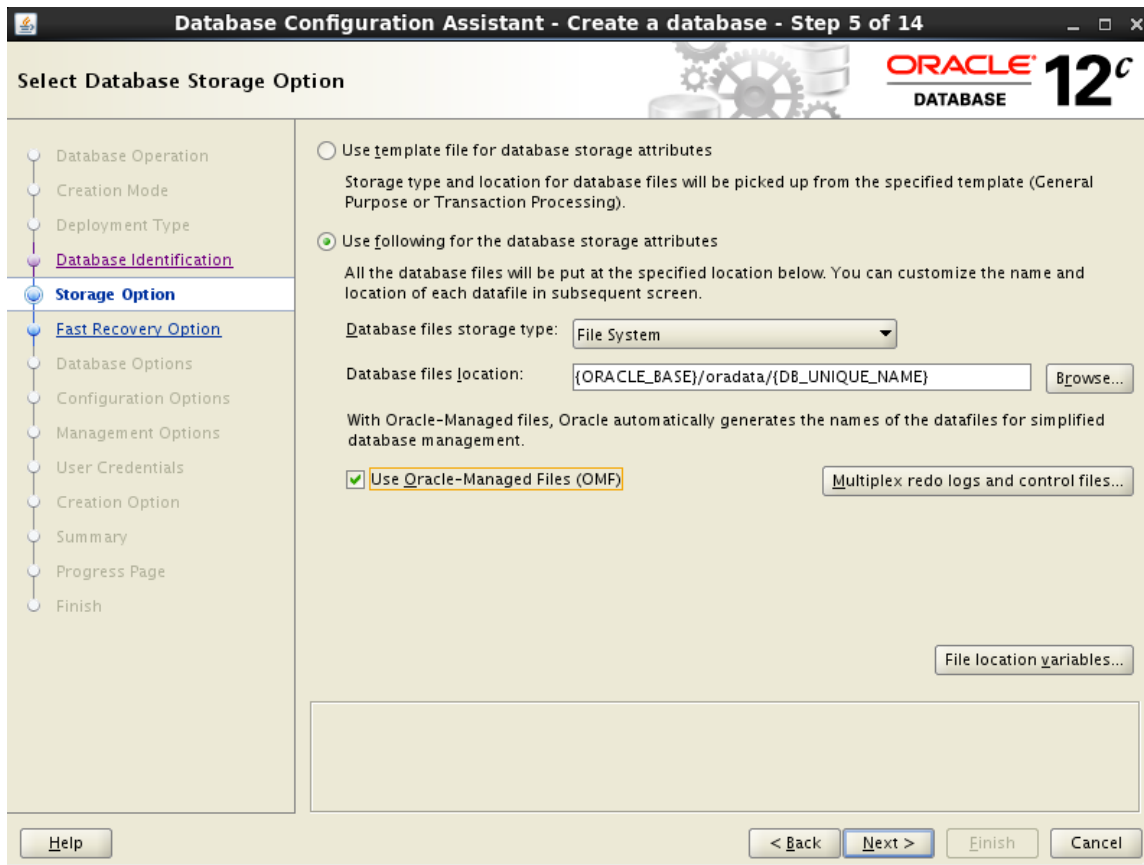 Database Configuration Assistant - Create a database - Step 5 of 14
Select Database Storage Option
ORACLE
DATABASE
12c
Database Operation
Creation Mode
Deployment Type
Database Identification
Storage Option
Fast Recovery Option
Database Options
Configuration Options
Management Options
User Credentials
Creation Option
Summary
Progress Page
Finish
Use template file for database storage attributes
Storage type and location for database files will be picked up from the specified template (General
Purpose or Transaction Processing).
Use following for the database storage attributes
All the database files will be put at the specified location below. You can customize the name and
location of each datafile in subsequent screen.
Database files storage type: File System
Database files location: {ORACLE_BASE}/oradata/{DB_UNIQUE_NAME} Browse...
With Oracle-Managed files, Oracle automatically generates the names of the datafiles for simplified
database management.
Use Oracle-Managed Files (OMF) Multiplex redo logs and control files...
File location variables...
Help < Back Next > Finish Cancel